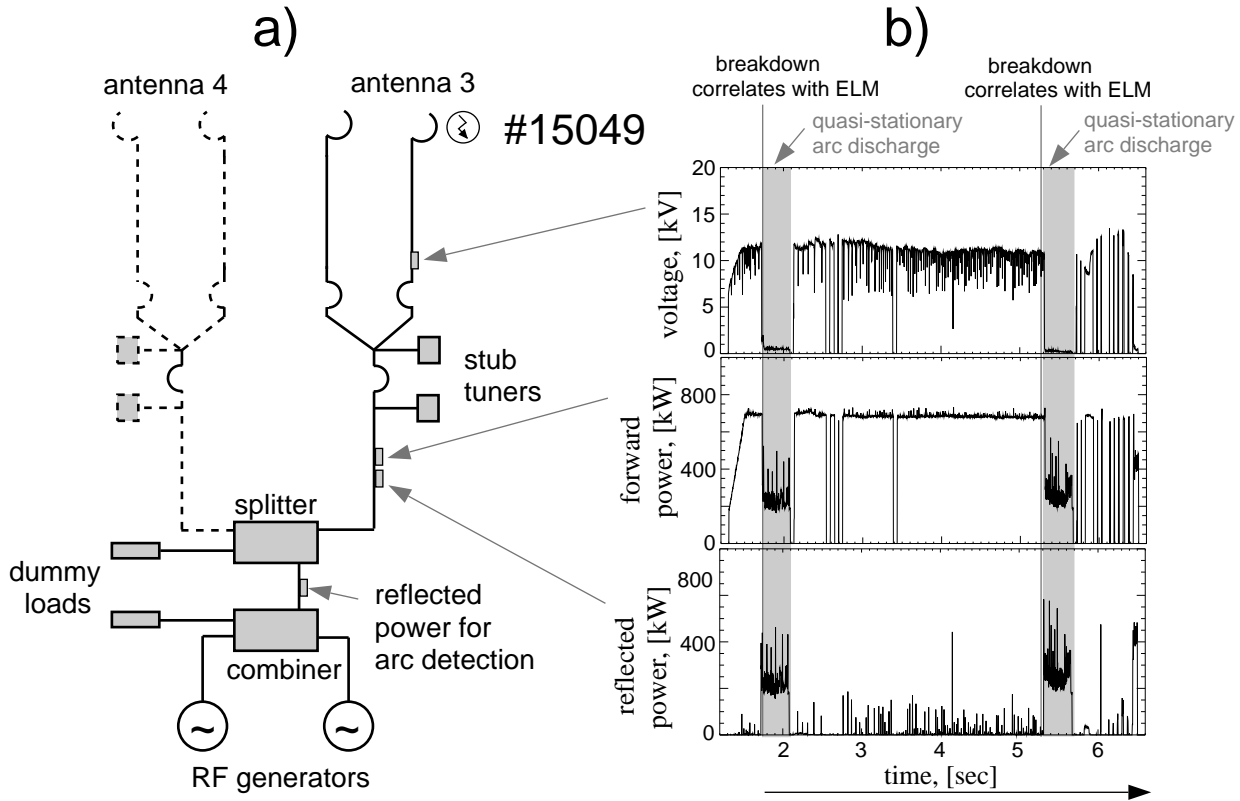 a)
antenna 4
antenna 3
#15049
stub
tuners
splitter
dummy
loads
reflected
power for
arc detection
combiner
~
~
RF generators
b)
breakdown
correlates with ELM
breakdown
correlates with ELM
quasi-stationary
arc discharge
quasi-stationary
arc discharge
voltage, [kV]
20
15
10
5
0
forward
power, [kW]
800
400
0
reflected
power, [kW]
800
400
0
2 3 4 5 6
time, [sec]